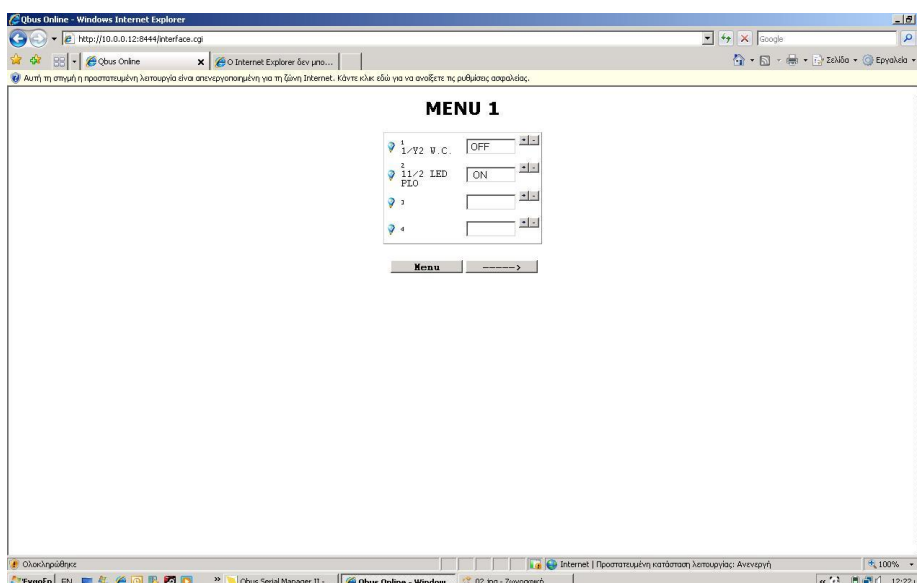 Qbus Online - Windows Internet Explorer
http://10.0.0.12:8444/interface.cgi
Google
Qbus Online
Ο Internet Explorer δεν μπο...
Σελίδα
Εργαλεία
Αυτή τη στιγμή η προστατευμένη λειτουργία είναι απενεργοποιημένη για τη ζώνη Internet. Κάντε κλικ εδώ για να ανοίξετε τις ρυθμίσεις ασφαλείας.
MENU 1
1
1/Y2 W.C.
OFF
+ -
2
11/2 LED
PLO
ON
+ -
3
+ -
4
+ -
Menu
----->
Ολοκληρώθηκε
Internet | Προστατευμένη κατάσταση λειτουργίας: Ανενεργή
100%
EN
Qbus Serial Manager II -
Qbus Online - Window
02.jpg - Ζωγραφική
12:22